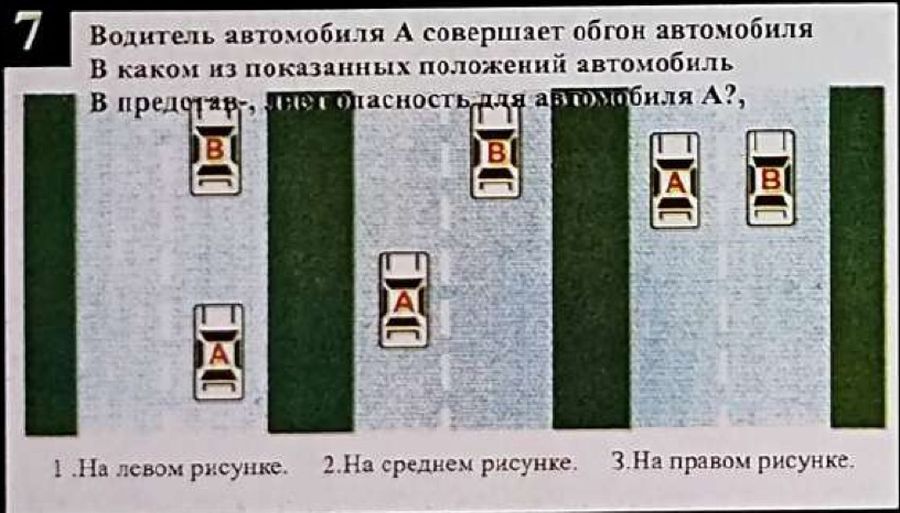 7
Водитель автомобиля А совершает обгон автомобиля
В каком из показанных положений автомобиль
В представ-, опасность для автомобиля А?,
В
В
А
В
А
А
1 .На левом рисунке. 2.На среднем рисунке. 3.На правом рисунке.